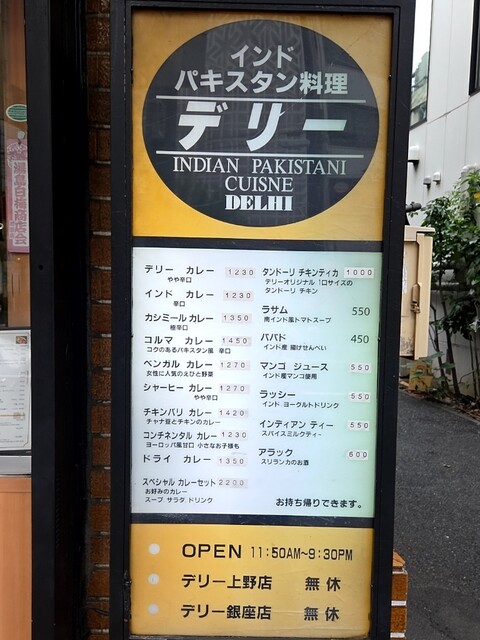 インド
パキスタン料理
デリー
INDIAN PAKISTANI
CUISNE
DELHI
デリー カレー 1230
やや辛口
インド カレー 1230
辛口
カシミール カレー 1350
極辛口
コルマ カレー 1450
コクのあるパキスタン風 辛口
ベンガル カレー 1270
女性に人気のえびと野菜
シャーヒー カレー 1270
やや辛口
チキンバリ カレー 1420
チャナ豆とチキンのカレー
コンチネンタル カレー 1230
ヨーロッパ風甘口 小さなお子様も
ドライ カレー 1350
スペシャル カレーセット 2200
お好みのカレー
スープ サラダ ドリンク
タンドーリ チキンティカ 1000
デリーオリジナル 1口サイズの
タンドーリ チキン
ラサム 550
南インド風トマトスープ
パパド 450
インド産 揚げせんべい
マンゴ ジュース 550
インド産マンゴ使用
ラッシー 550
インド ヨーグルトドリンク
インディアン ティー 550
スパイスミルクティー
アラック 600
スリランカのお酒
お持ち帰りできます。
OPEN 11:50AM〜9:30PM
デリー上野店 無休
デリー銀座店 無休
湯島白梅商店会